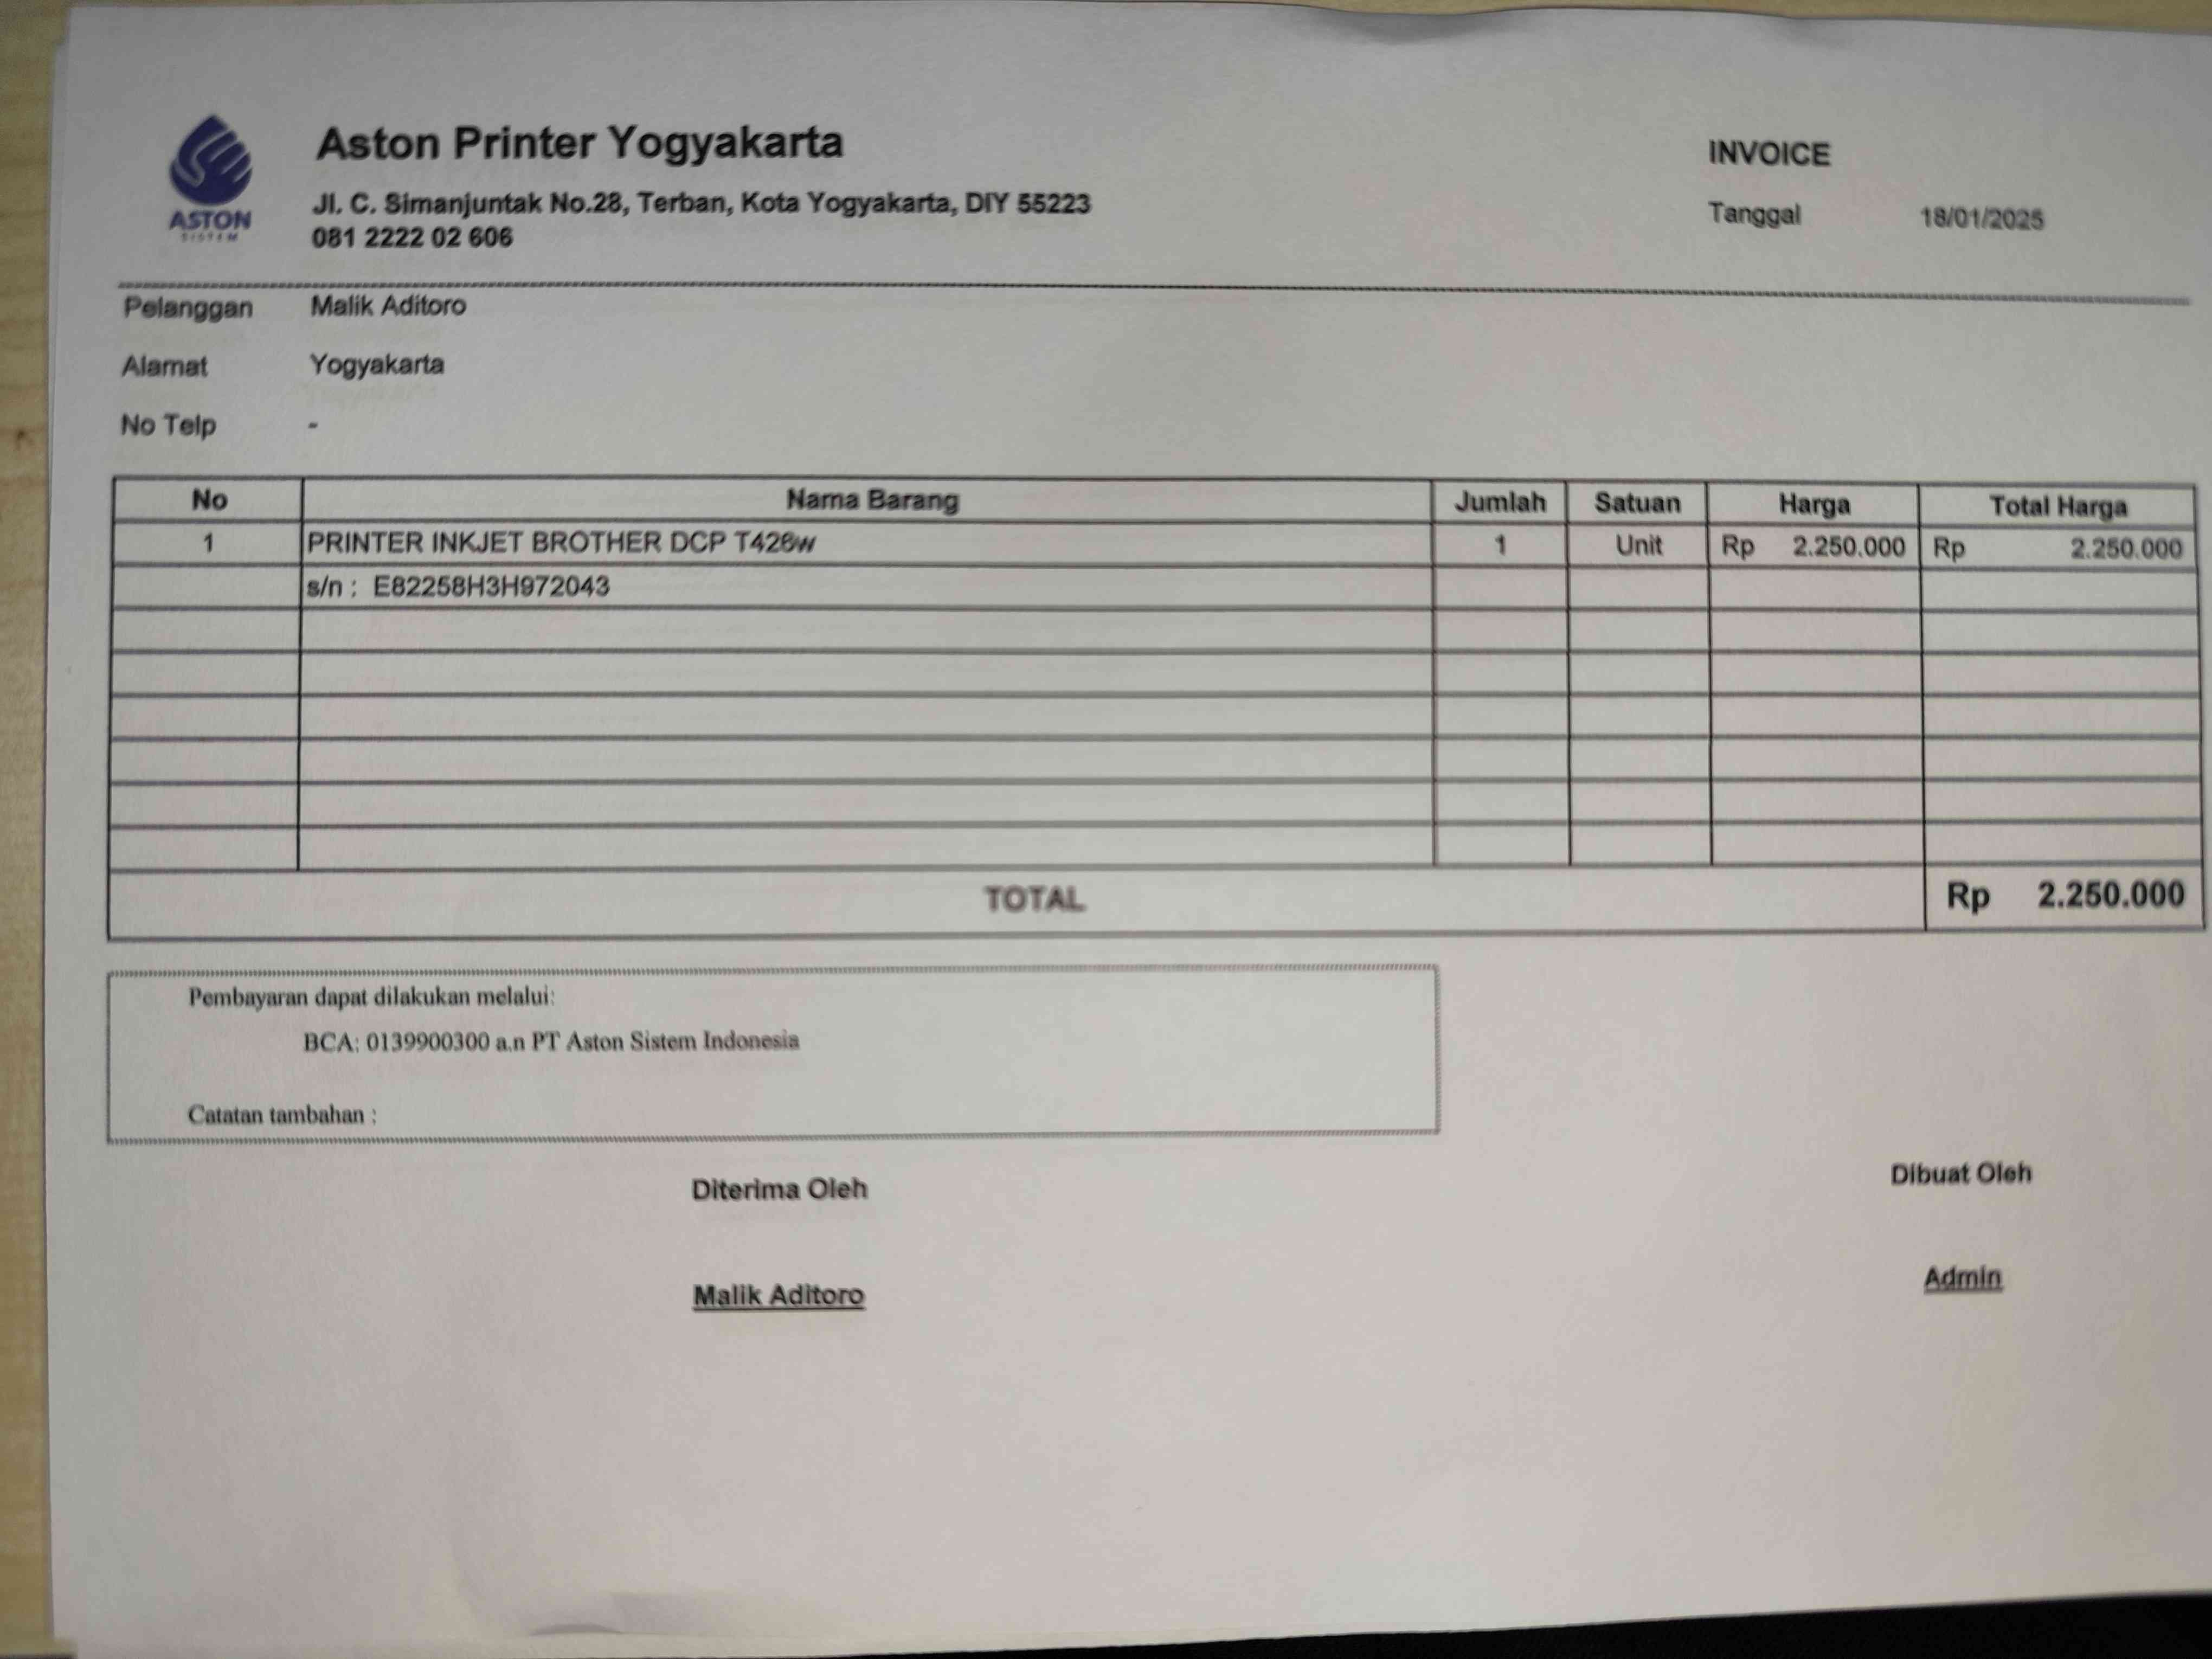 Aston Printer Yogyakarta
INVOICE
Jl. C. Simanjuntak No.28, Terban, Kota Yogyakarta, DIY 55223
Tanggal 18/01/2025
081 2222 02 606
ASTON
SISTEM
Pelanggan Malik Aditoro
Alamat Yogyakarta
No Telp -
No Nama Barang Jumlah Satuan Harga Total Harga
1 PRINTER INKJET BROTHER DCP T426w 1 Unit Rp 2.250.000 Rp 2.250.000
s/n : E82258H3H972043
TOTAL Rp 2.250.000
Pembayaran dapat dilakukan melalui:
BCA: 0139900300 a.n PT Aston Sistem Indonesia
Catatan tambahan :
Diterima Oleh Dibuat Oleh
Malik Aditoro Admin